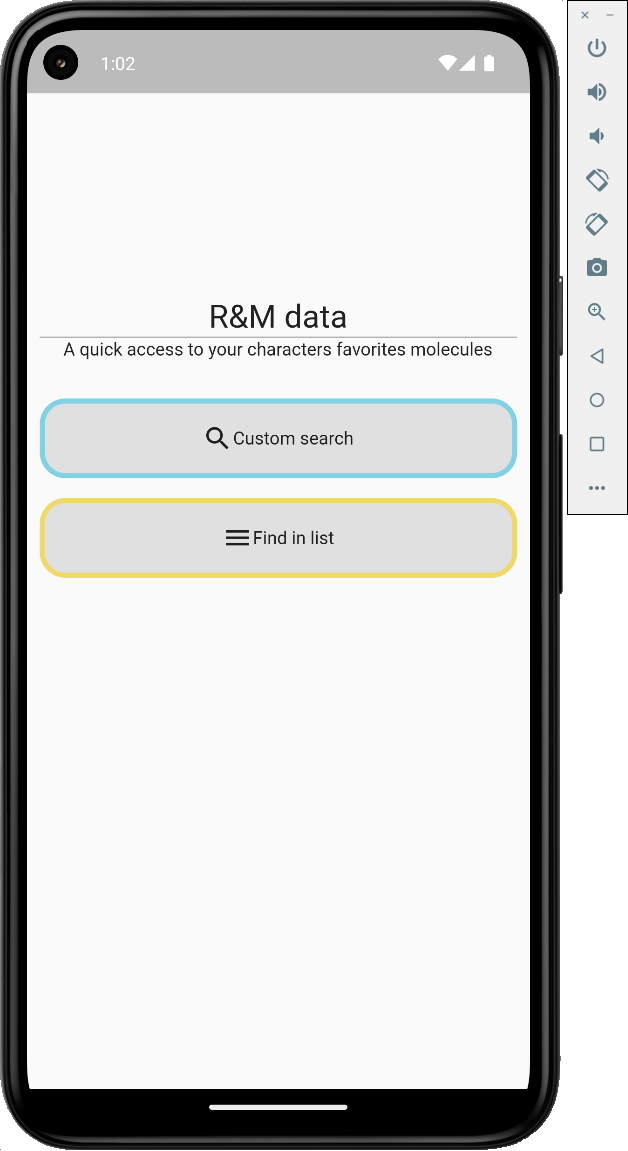 1:02
R&M data
A quick access to your characters favorites molecules
Custom search
Find in list